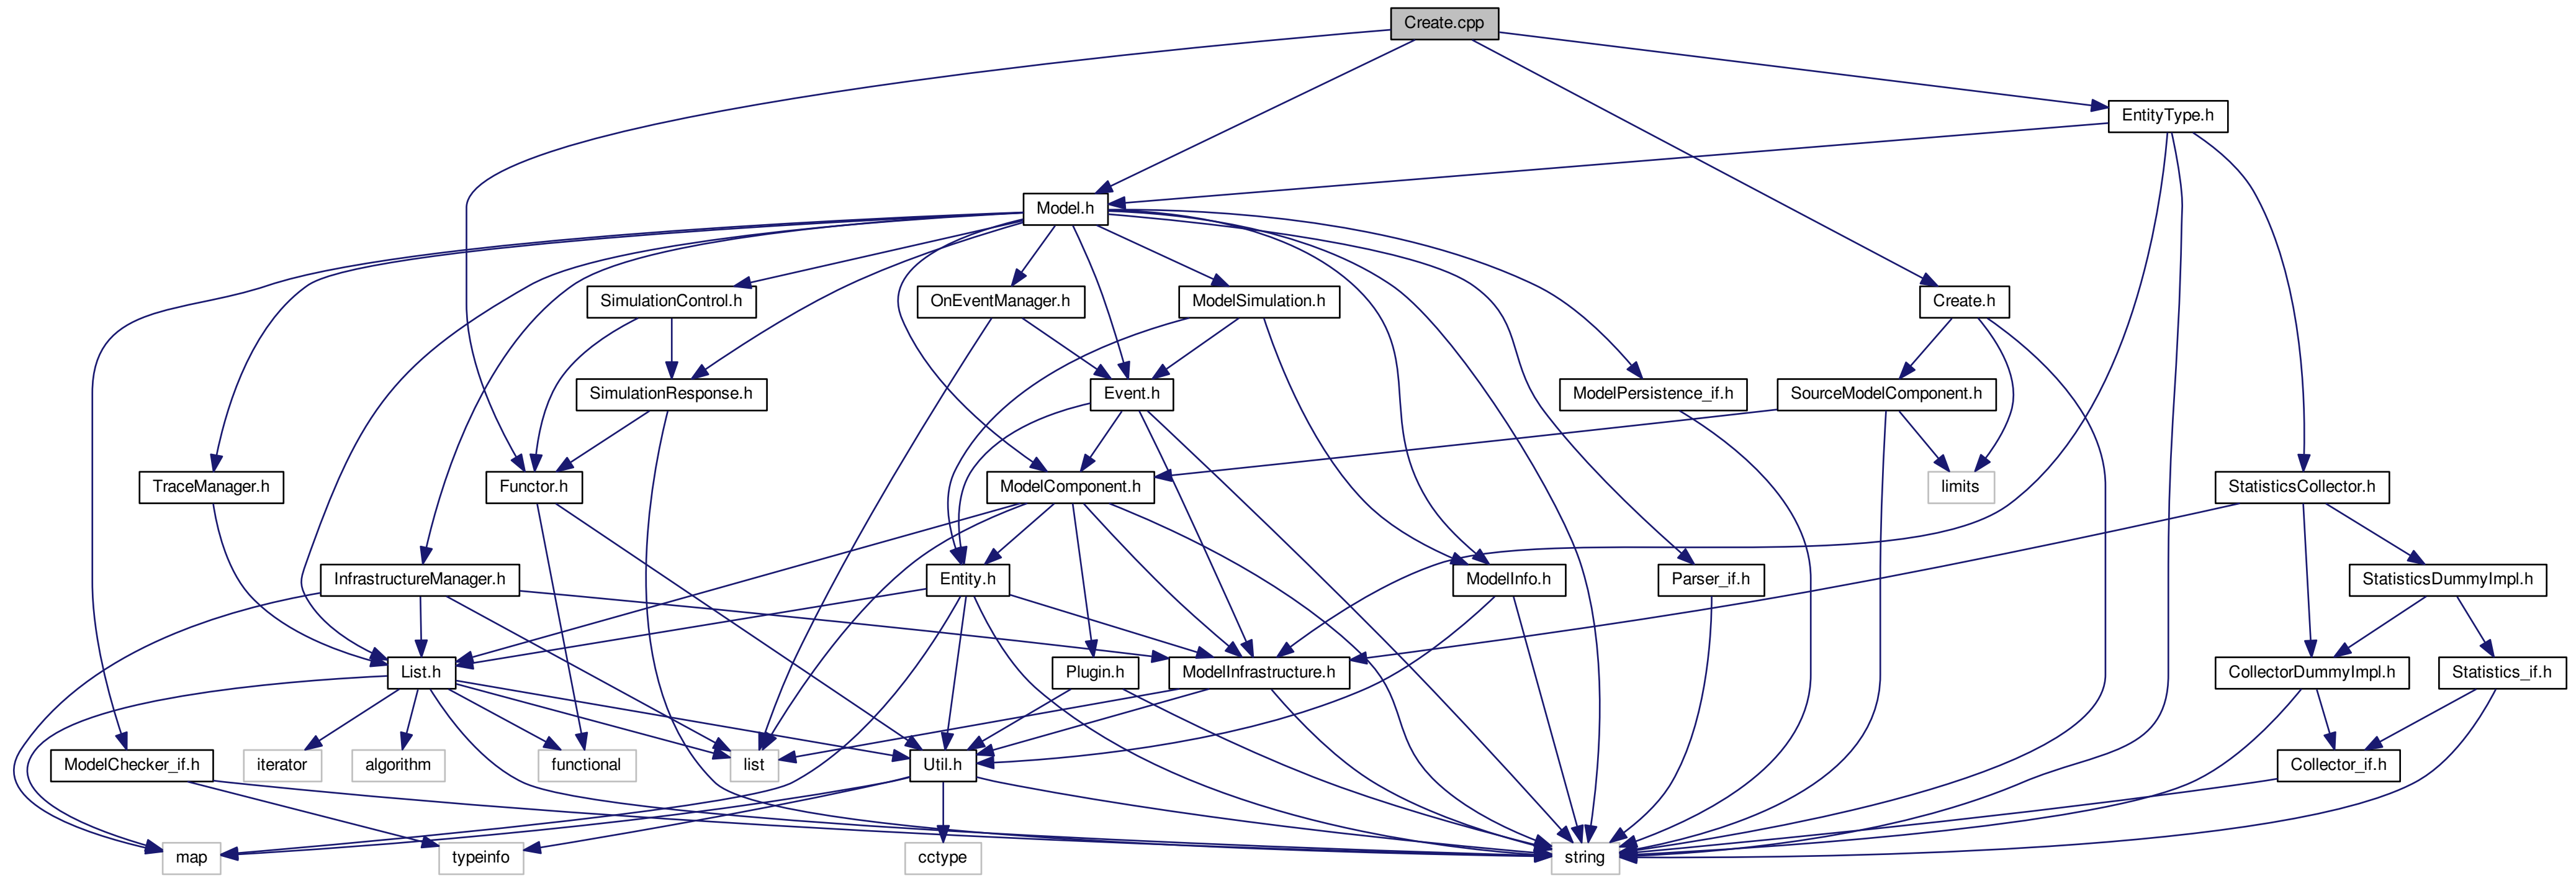 Create.cpp
EntityType.h
Model.h
SimulationControl.h
OnEventManager.h
ModelSimulation.h
Create.h
SimulationResponse.h
Event.h
ModelPersistence_if.h
SourceModelComponent.h
TraceManager.h
Functor.h
ModelComponent.h
limits
StatisticsCollector.h
InfrastructureManager.h
Entity.h
ModelInfo.h
Parser_if.h
StatisticsDummyImpl.h
List.h
Plugin.h
ModelInfrastructure.h
CollectorDummyImpl.h
Statistics_if.h
ModelChecker_if.h
iterator
algorithm
functional
list
Util.h
Collector_if.h
map
typeinfo
cctype
string